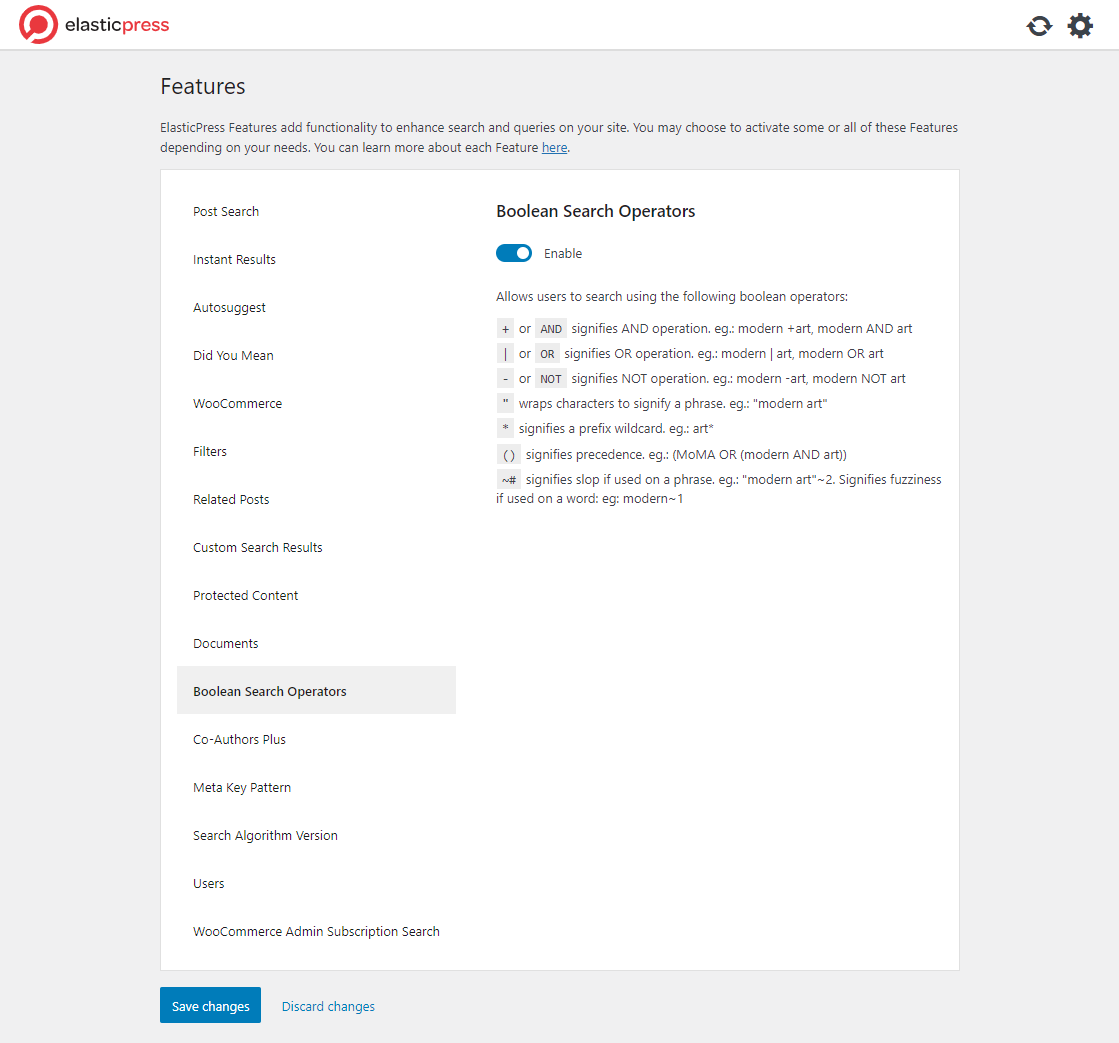 elasticpress
Features
ElasticPress Features add functionality to enhance search and queries on your site. You may choose to activate some or all of these Features
depending on your needs. You can learn more about each Feature here.
Post Search
Instant Results
Autosuggest
Did You Mean
WooCommerce
Filters
Related Posts
Custom Search Results
Protected Content
Documents
Boolean Search Operators
Co-Authors Plus
Meta Key Pattern
Search Algorithm Version
Users
WooCommerce Admin Subscription Search
Boolean Search Operators
Enable
Allows users to search using the following boolean operators:
+ or AND signifies AND operation. eg.: modern +art, modern AND art
| or OR signifies OR operation. eg.: modern | art, modern OR art
- or NOT signifies NOT operation. eg.: modern -art, modern NOT art
" wraps characters to signify a phrase. eg.: "modern art"
* signifies a prefix wildcard. eg.: art*
() signifies precedence. eg.: (MoMA OR (modern AND art))
~# signifies slop if used on a phrase. eg.: "modern art"~2. Signifies fuzziness
if used on a word: eg: modern~1
Save changes
Discard changes